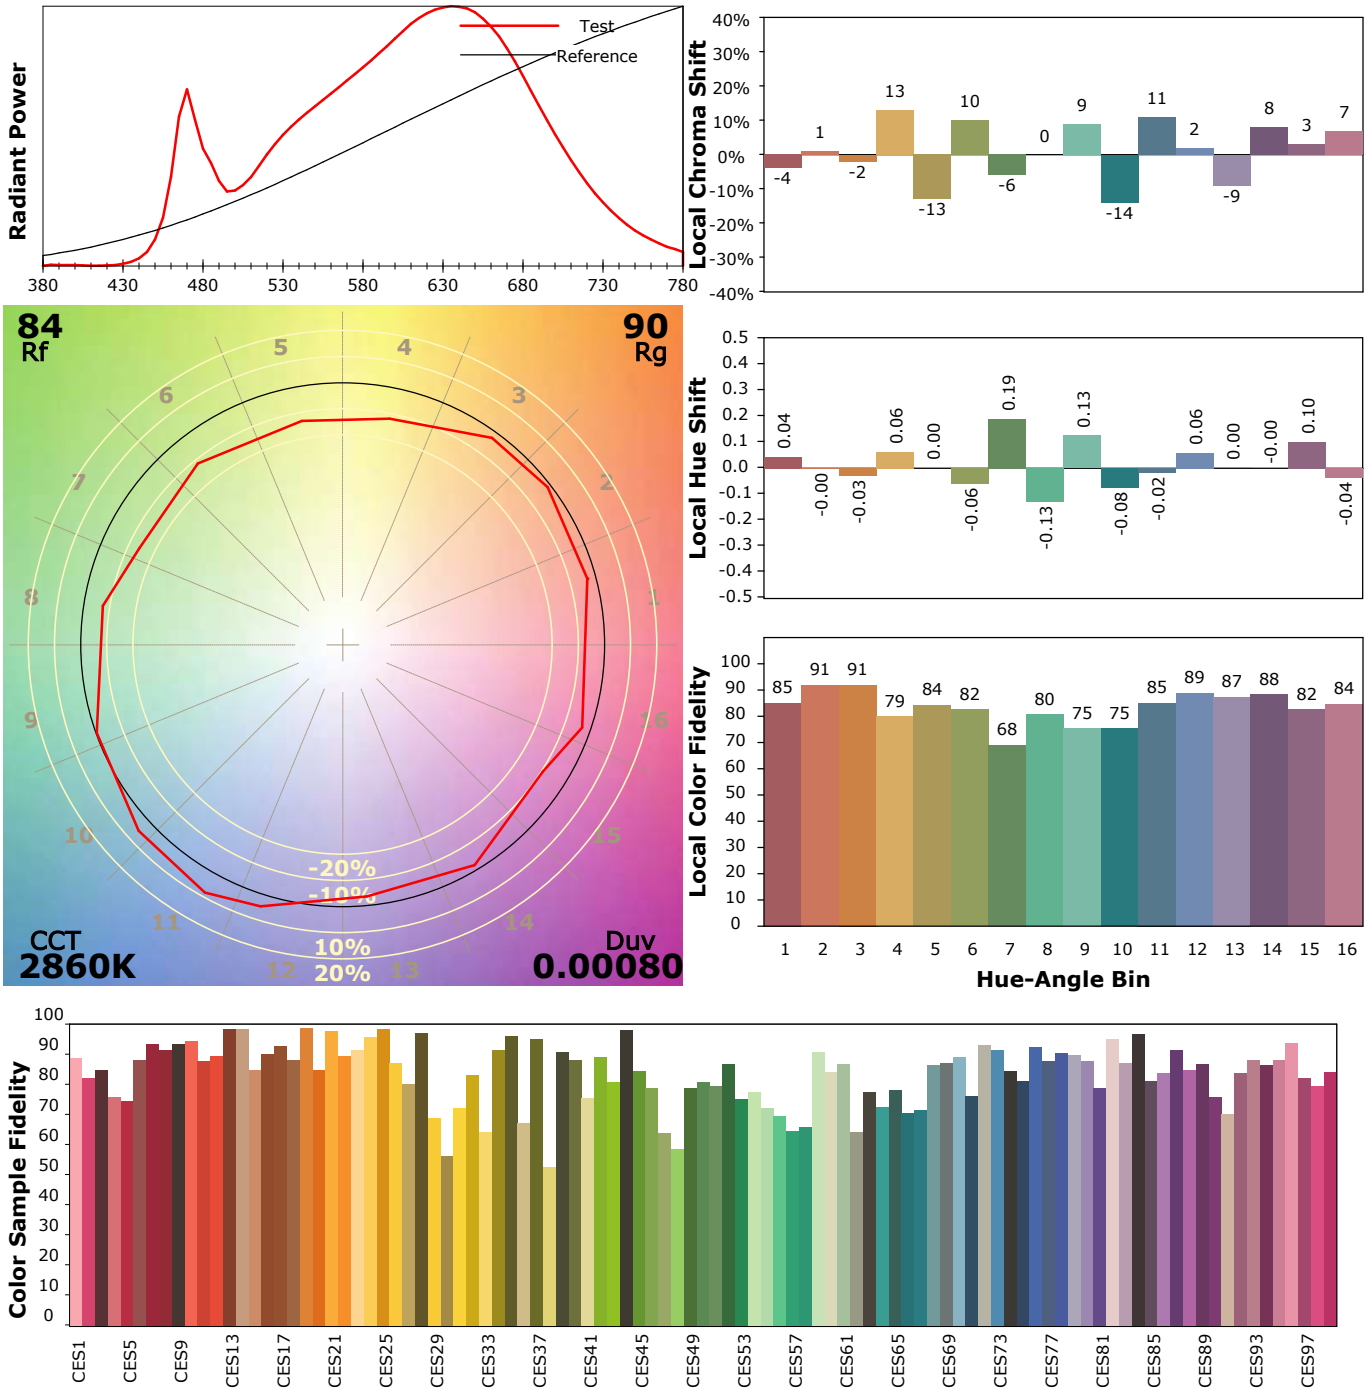 Radiant Power
Test
Reference
380 430 480 530 580 630 680 730 780
Local Chroma Shift
40%
30%
20%
10%
0%
-10%
-20%
-30%
-40%
-4 1 -2 13 -13 10 -6 0 9 -14 11 2 -9 8 3 7
84
Rf
90
Rg
CCT
2860K
Duv
0.00080
1 2 3 4 5 6 7 8 9 10 11 12 13 14 15 16
-20%
-10%
10%
20%
Local Hue Shift
0.5
0.4
0.3
0.2
0.1
0.0
-0.1
-0.2
-0.3
-0.4
-0.5
0.04 -0.00 -0.03 0.06 0.00 -0.06 0.19 -0.13 0.13 -0.08 -0.02 0.06 0.00 -0.00 0.10 -0.04
Local Color Fidelity
100
90
80
70
60
50
40
30
20
10
0
85 91 91 79 84 82 68 80 75 75 85 89 87 88 82 84
1 2 3 4 5 6 7 8 9 10 11 12 13 14 15 16
Hue-Angle Bin
Color Sample Fidelity
100
90
80
70
60
50
40
30
20
10
0
CES1 CES5 CES9 CES13 CES17 CES21 CES25 CES29 CES33 CES37 CES41 CES45 CES49 CES53 CES57 CES61 CES65 CES69 CES73 CES77 CES81 CES85 CES89 CES93 CES97